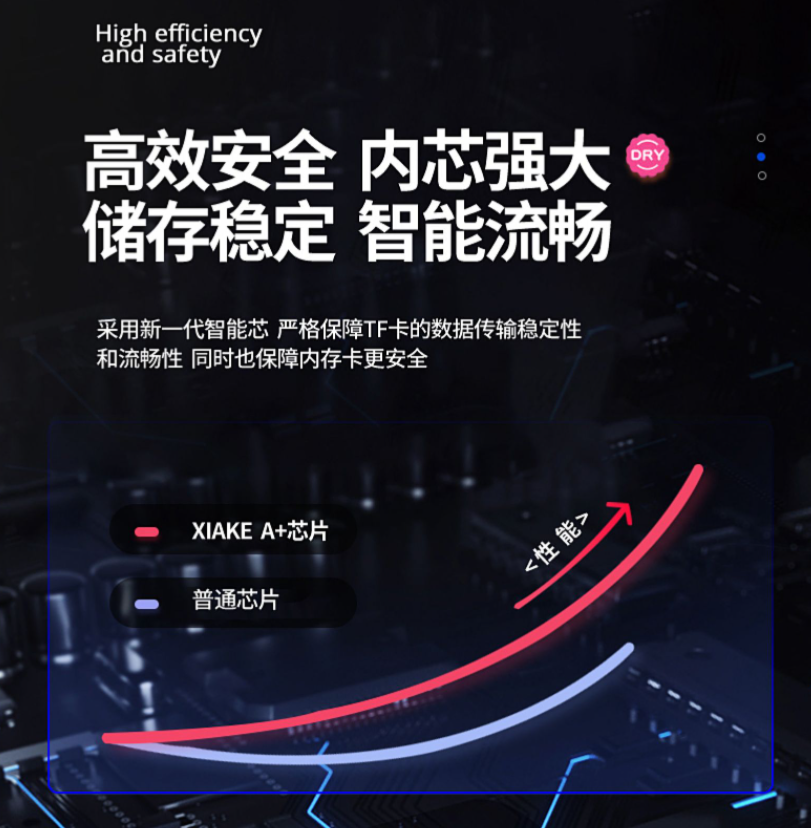 High efficiency
and safety
高效安全 内芯强大
DRY
储存稳定 智能流畅
采用新一代智能芯 严格保障TF卡的数据传输稳定性
和流畅性 同时也保障内存卡更安全
<性 能>
XIAKE A+芯片
普通芯片